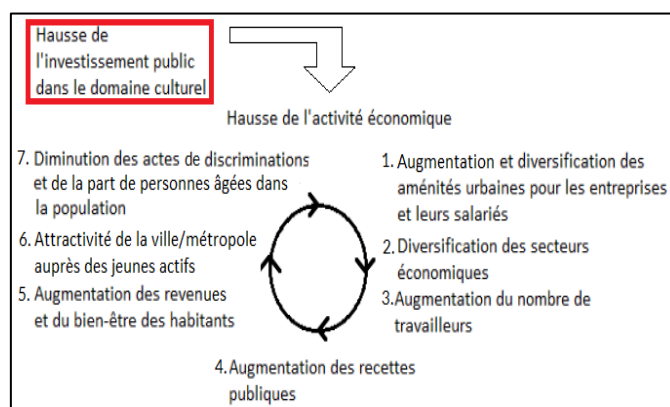 Hausse de
l'investissement public
dans le domaine culturel
Hausse de l'activité économique
1. Augmentation et diversification des
aménités urbaines pour les entreprises
et leurs salariés
2. Diversification des secteurs
économiques
3. Augmentation du nombre de
travailleurs
4. Augmentation des recettes
publiques
5. Augmentation des revenues
et du bien-être des habitants
6. Attractivité de la ville/métropole
auprès des jeunes actifs
7. Diminution des actes de discriminations
et de la part de personnes âgées dans
la population